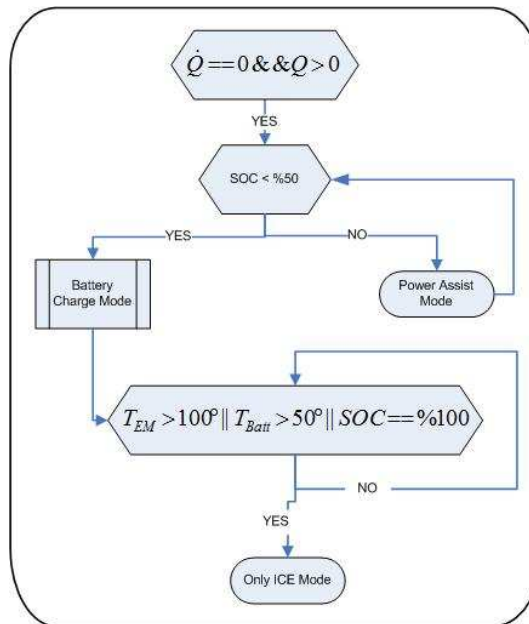 Q̇ ==0 & &Q > 0
YES
SOC < %50
YES
NO
Battery
Charge Mode
Power Assist
Mode
T_EM >100°|| T_Batt >50°|| SOC ==%100
NO
YES
Only ICE Mode